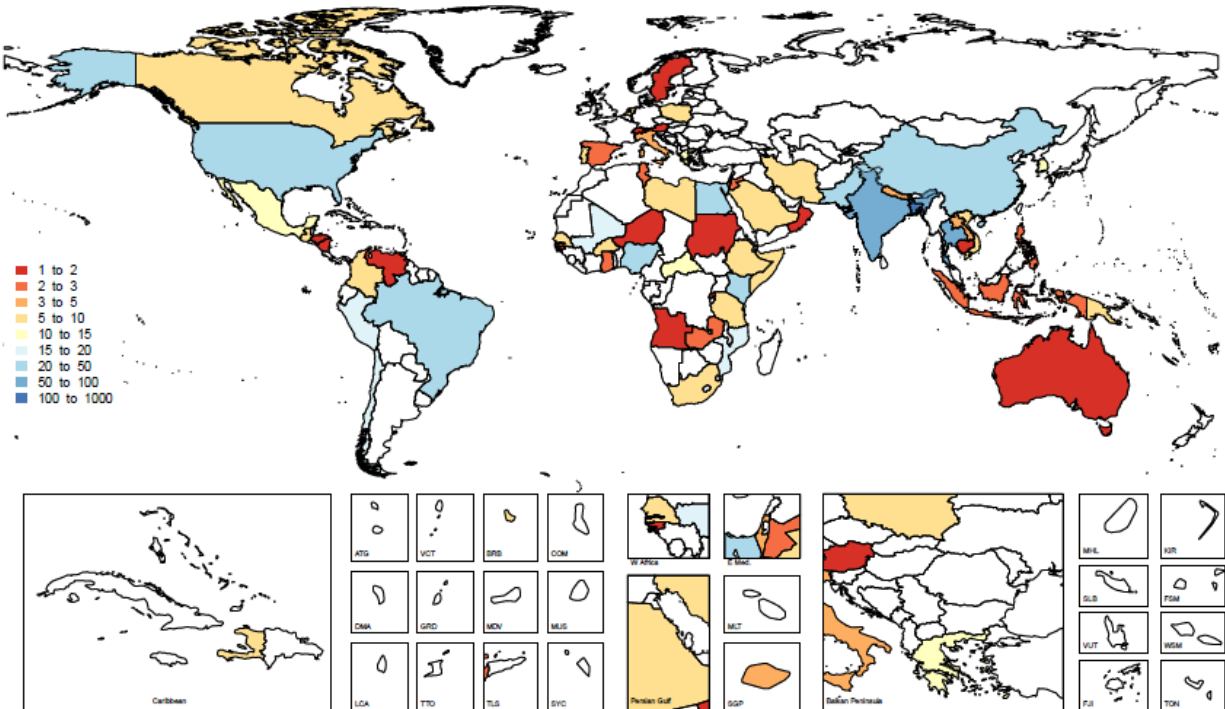 1 to 2
2 to 3
3 to 5
5 to 10
10 to 15
15 to 20
20 to 50
50 to 100
100 to 1000
Caribbean
ATG
VCT
BRB
COM
DMA
GRD
MDV
MUS
LCA
TTO
TLS
SYC
W Africa
E Med.
Persian Gulf
MLT
SGP
Balkan Peninsula
MHL
KIR
SLB
FSM
VUT
WSM
FJI
TON